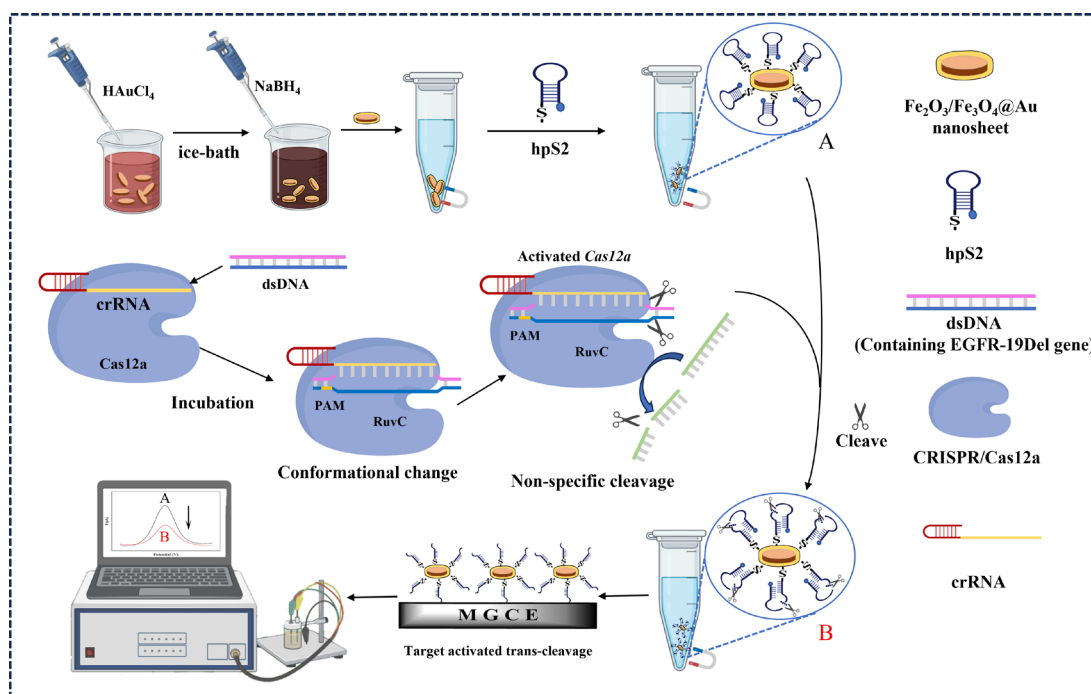 HAuCl4
ice-bath
NaBH4
S
hpS2
S
S
S
S
S
S
A
Fe2O3/Fe3O4@Au
nanosheet
S
hpS2
dsDNA
(Containing EGFR-19Del gene)
CRISPR/Cas12a
crRNA
crRNA
dsDNA
Cas12a
Incubation
PAM
RuvC
Conformational change
Activated Cas12a
PAM
RuvC
Non-specific cleavage
Cleave
S
S
S
S
S
S
B
MGCE
Target activated trans-cleavage
A
B
Potential (V)